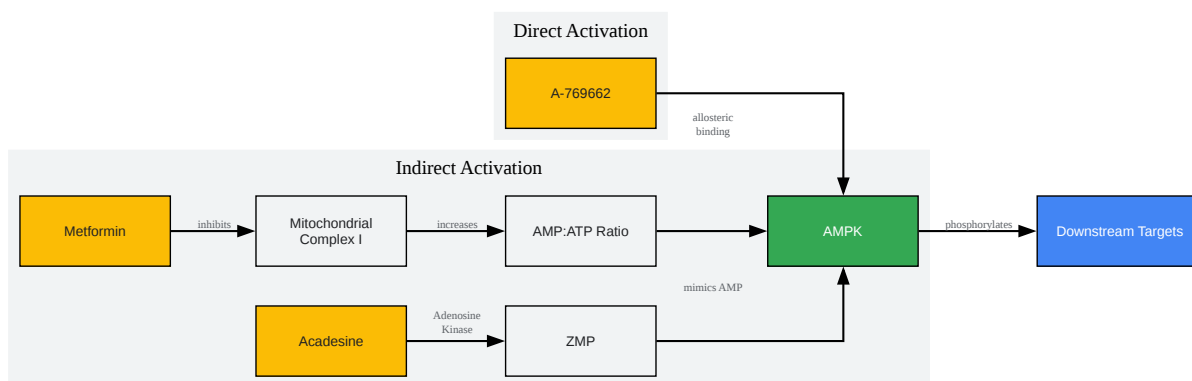 Direct Activation
A-769662
allosteric
binding
Indirect Activation
Metformin
inhibits
Mitochondrial
Complex I
increases
AMP:ATP Ratio
AMPK
phosphorylates
Downstream Targets
mimics AMP
Acadesine
Adenosine
Kinase
ZMP